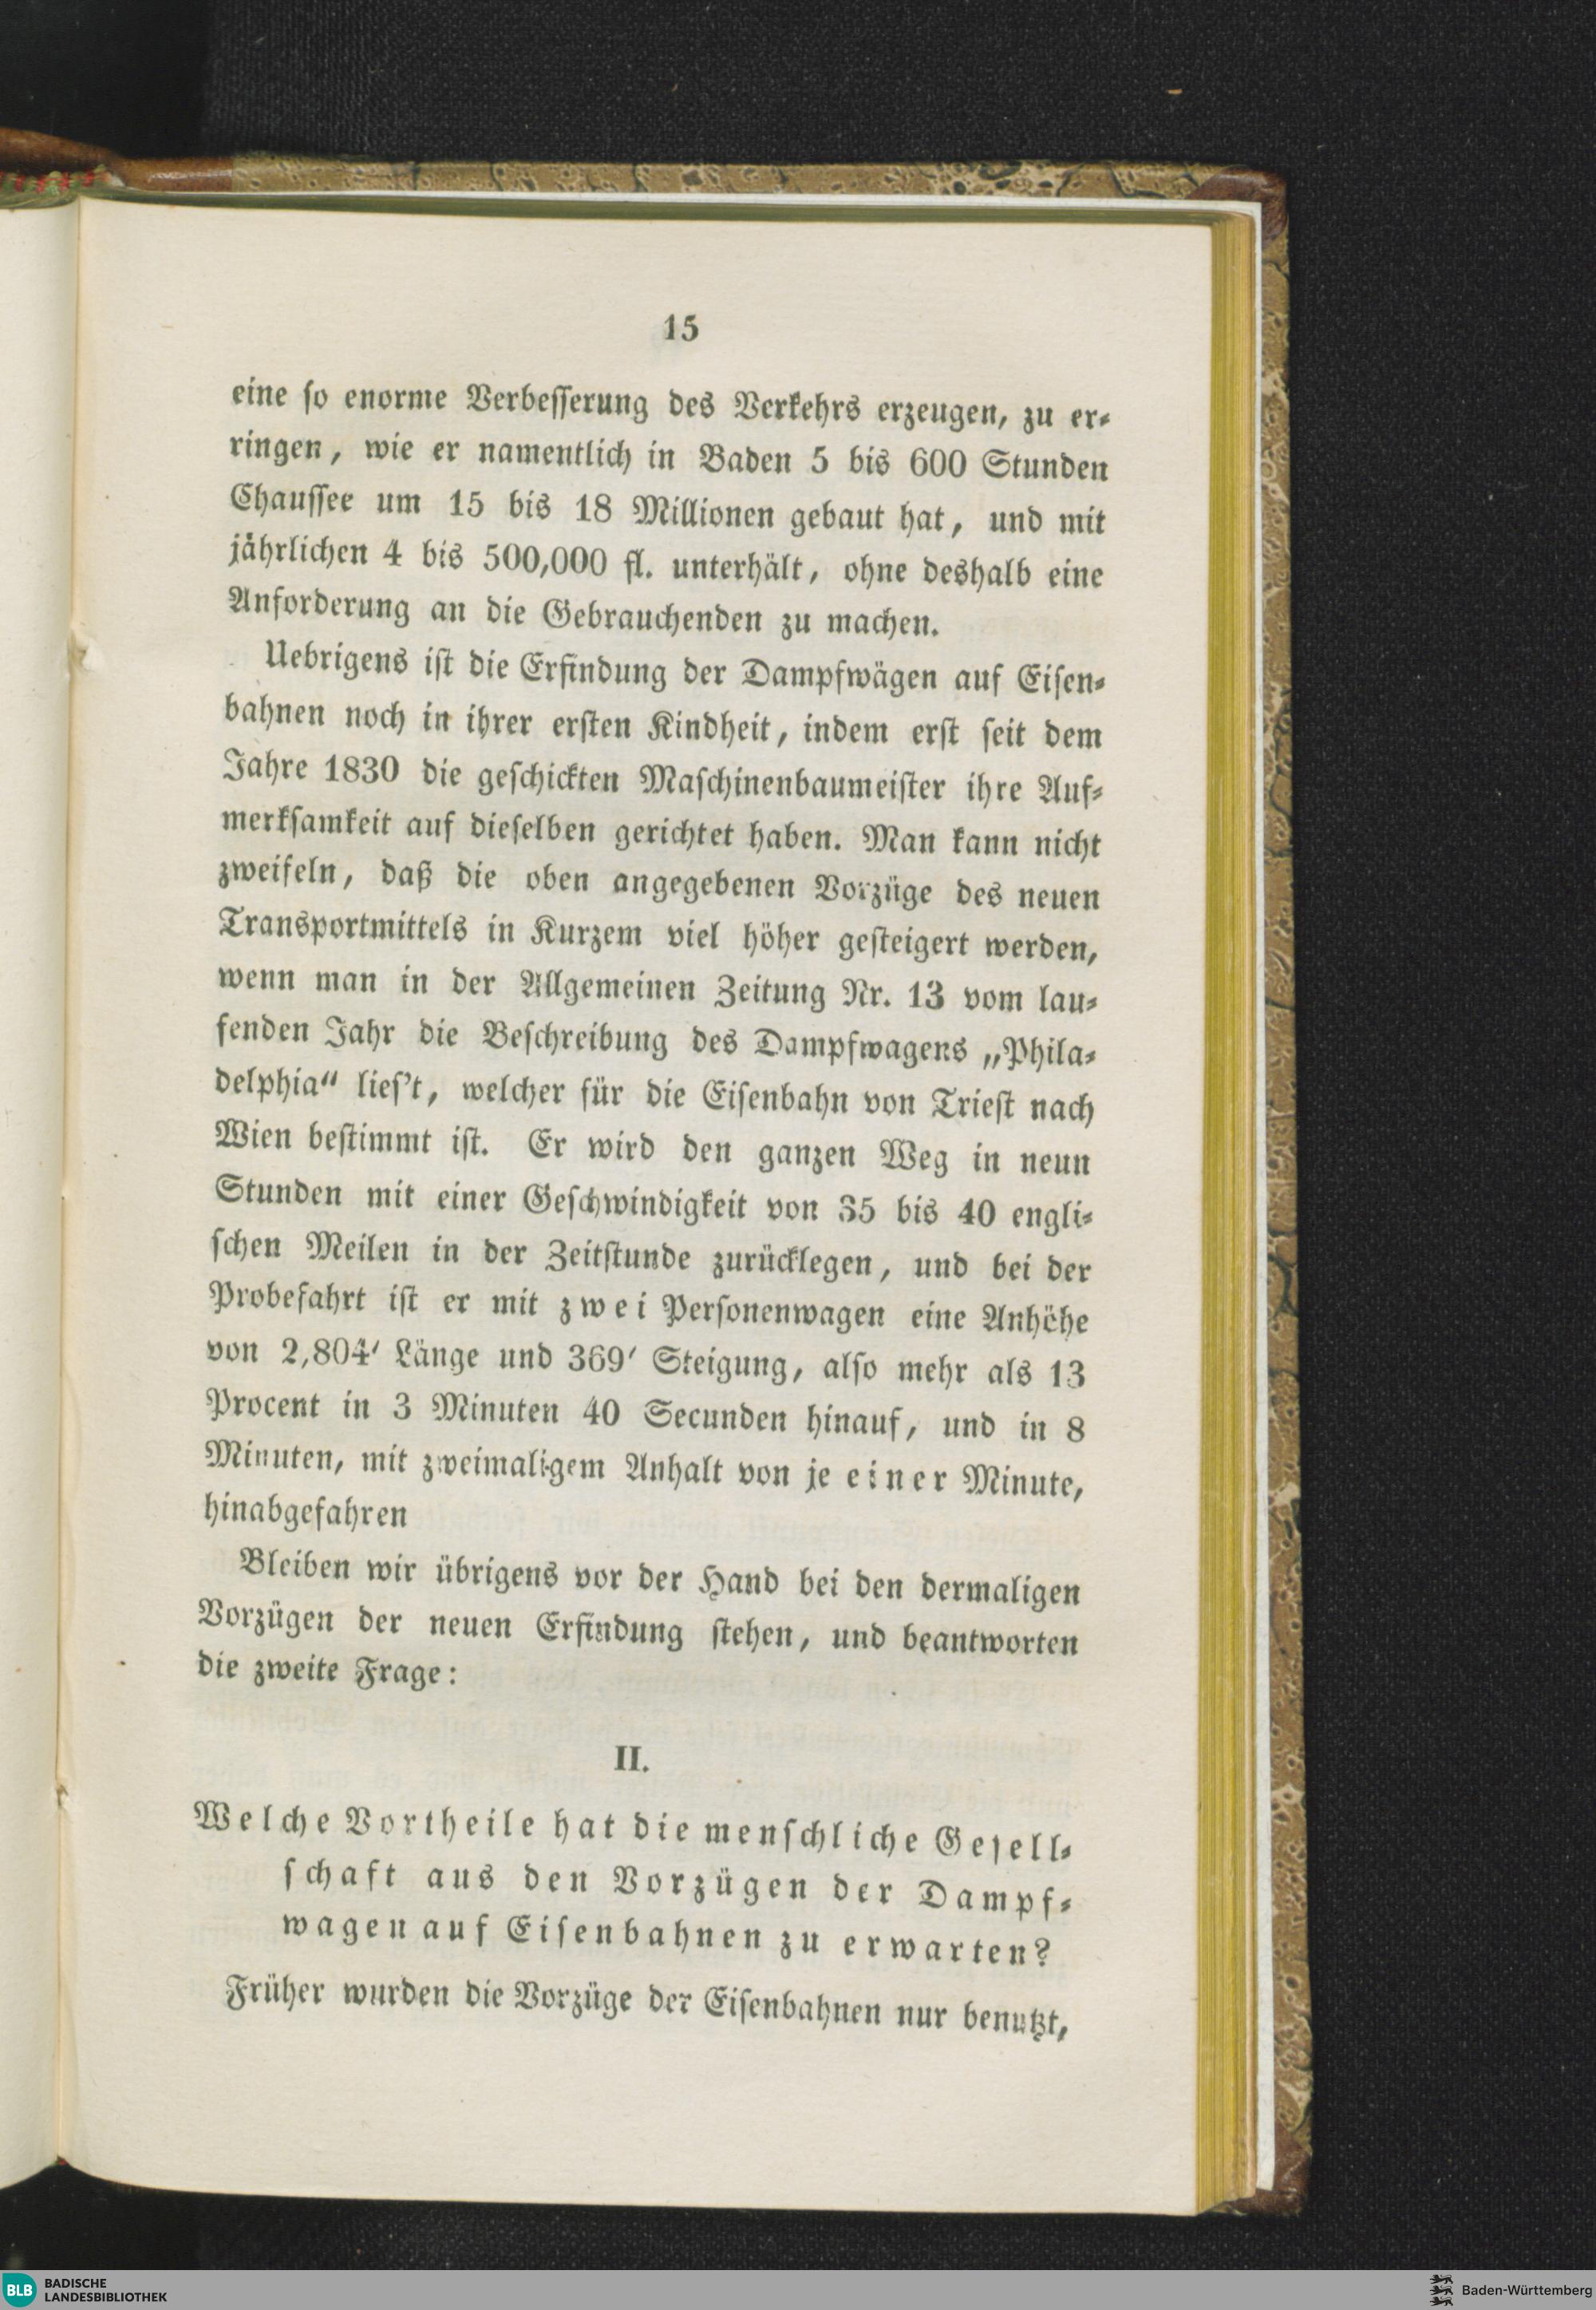 15
eine ſo enorme Verbeſſerung des Verkehrs erzeugen, zu er⸗
ringen, wie er namentlich in Baden 5 bis 600 Stunden
Chauſſee um 15 bis 18 Millionen gebaut hat, und mit
jährlichen 4 bis 500,000 fl. unterhält, ohne deshalb eine
Anforderung an die Gebrauchenden zu machen.
Uebrigens iſt die Erfindung der Dampfwägen auf Eiſen⸗
bahnen noch in ihrer erſten Kindheit, indem erſt ſeit dem
Jahre 1830 die geſchickten Maſchinenbaumeiſter ihre Auf⸗
merkſamkeit auf dieſelben gerichtet haben. Man kann nicht
zweifeln, daß die oben angegebenen Vorzüge des neuen
Transportmittels in Kurzem viel höher geſteigert werden,
wenn man in der Allgemeinen Zeitung Nr. 13 vom lau⸗
fenden Jahr die Beſchreibung des Dampfwagens „Phila⸗
delphia“ lieſ’t, welcher für die Eiſenbahn von Trieſt nach
Wien beſtimmt iſt. Er wird den ganzen Weg in neun
Stunden mit einer Geſchwindigkeit von 35 bis 40 engli⸗
ſchen Meilen in der Zeitſtunde zurücklegen, und bei der
Probefahrt iſt er mit zwei Perſonenwagen eine Anhöhe
von 2,804′ Länge und 369′ Steigung, alſo mehr als 13
Procent in 3 Minuten 40 Secunden hinauf, und in 8
Minuten, mit zweimaligem Anhalt von je einer Minute,
hinabgefahren
Bleiben wir übrigens vor der Hand bei den dermaligen
Vorzügen der neuen Erfindung ſtehen, und beantworten
die zweite Frage:
II.
Welche Vortheile hat die menſchliche Geſell⸗
ſchaft aus den Vorzügen der Dampf⸗
wagen auf Eiſenbahnen zu erwarten?
Früher wurden die Vorzüge der Eiſenbahnen nur benutzt,
BLB BADISCHE
LANDESBIBLIOTHEK
Baden-Württemberg